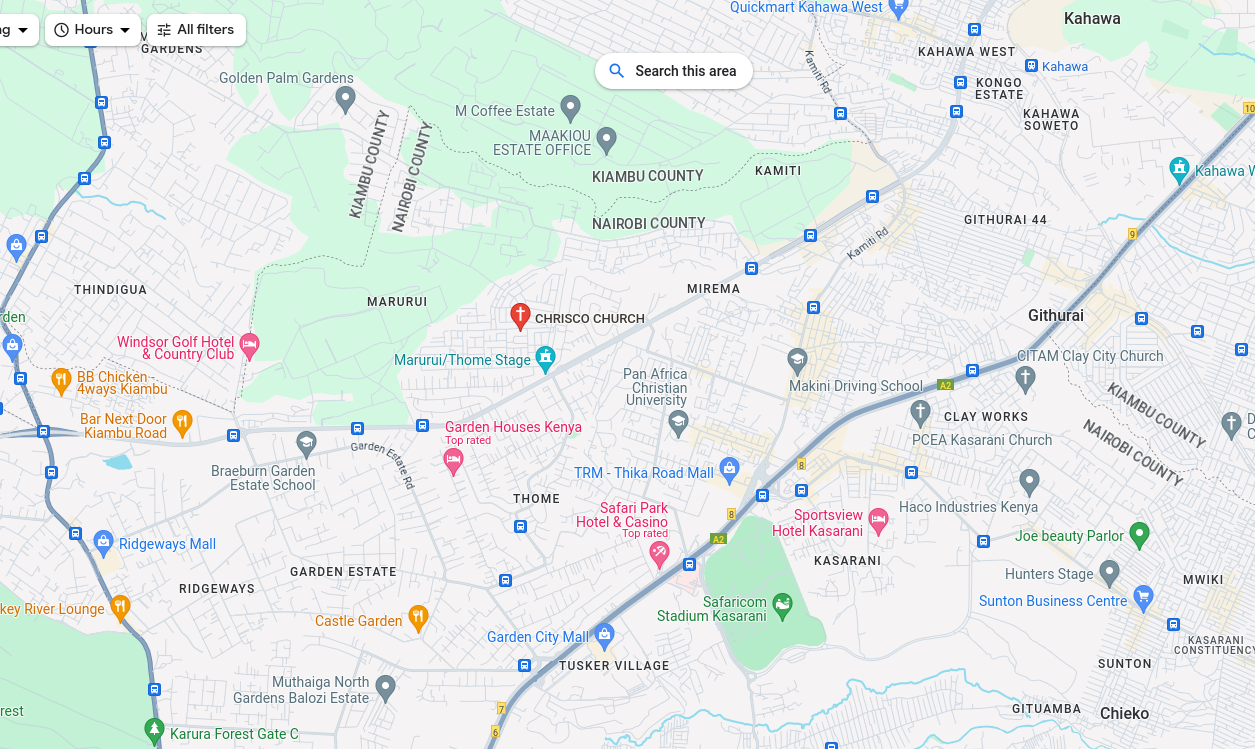 Quickmart Kahawa West
Kahawa
Hours
All filters
GARDENS
KAHAWA WEST
Search this area
Kahawa
Golden Palm Gardens
Kamiti Rd
KONGO
ESTATE
M Coffee Estate
10
KAHAWA
SOWETO
MAAKIOU
ESTATE OFFICE
KIAMBU COUNTY
NAIROBI COUNTY
KIAMBU COUNTY
KAMITI
Kahawa W
NAIROBI COUNTY
GITHURAI 44
9
Kamiti Rd
THINDIGUA
MIREMA
MARURUI
rden
CHRISCO CHURCH
Githurai
Windsor Golf Hotel
& Country Club
Marurui/Thome Stage
CITAM Clay City Church
BB Chicken
4ways Kiambu
Pan Africa
Christian
University
Makini Driving School
A2
KIAMBU COUNTY
NAIROBI COUNTY
Bar Next Door
Kiambu Road
CLAY WORKS
D
C
Garden Houses Kenya
Top rated
PCEA Kasarani Church
Garden Estate Rd
Braeburn Garden
Estate School
TRM - Thika Road Mall
8
THOME
Safari Park
Hotel & Casino
Top rated
8
Sportsview
Hotel Kasarani
Haco Industries Kenya
Ridgeways Mall
A2
Joe beauty Parlor
KASARANI
GARDEN ESTATE
Hunters Stage
MWIKI
RIDGEWAYS
Sunton Business Centre
key River Lounge
Safaricom
Stadium Kasarani
Castle Garden
Garden City Mall
KASARANI
CONSTITUENCY
TUSKER VILLAGE
SUNTON
Muthaiga North
Gardens Balozi Estate
7
GITUAMBA
Chieko
rest
Karura Forest Gate C
6